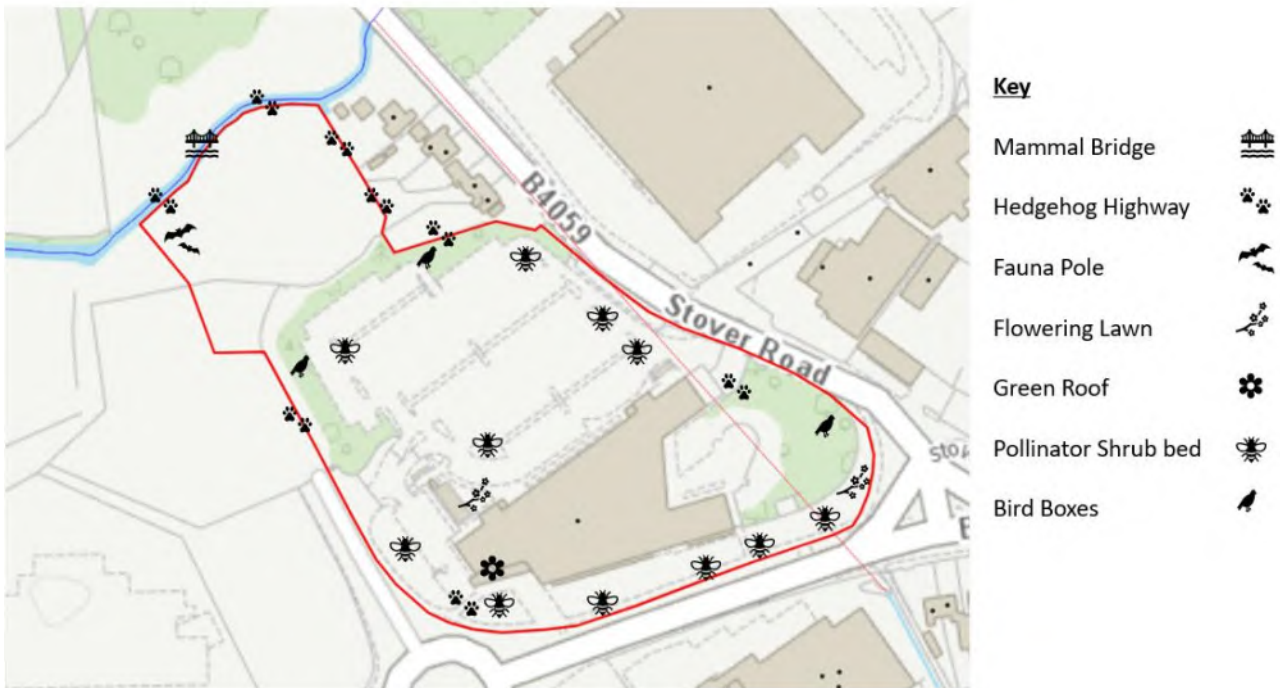 B4059
Stover Road
Sto
B
Key
Mammal Bridge
Hedgehog Highway
Fauna Pole
Flowering Lawn
Green Roof
Pollinator Shrub bed
Bird Boxes